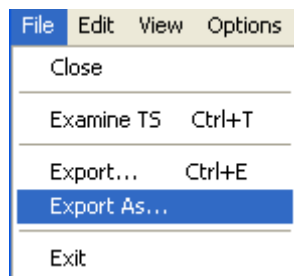 File Edit View Options
Close
Examine TS Ctrl+T
Export... Ctrl+E
Export As...
Exit